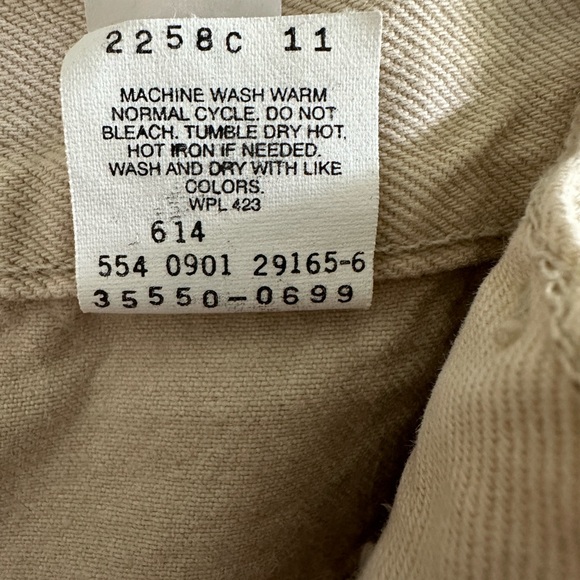 2258C 11
MACHINE WASH WARM
NORMAL CYCLE. DO NOT
BLEACH. TUMBLE DRY HOT.
HOT IRON IF NEEDED.
WASH AND DRY WITH LIKE
COLORS.
WPL 423
614
554 0901 29165-6
35550-0699